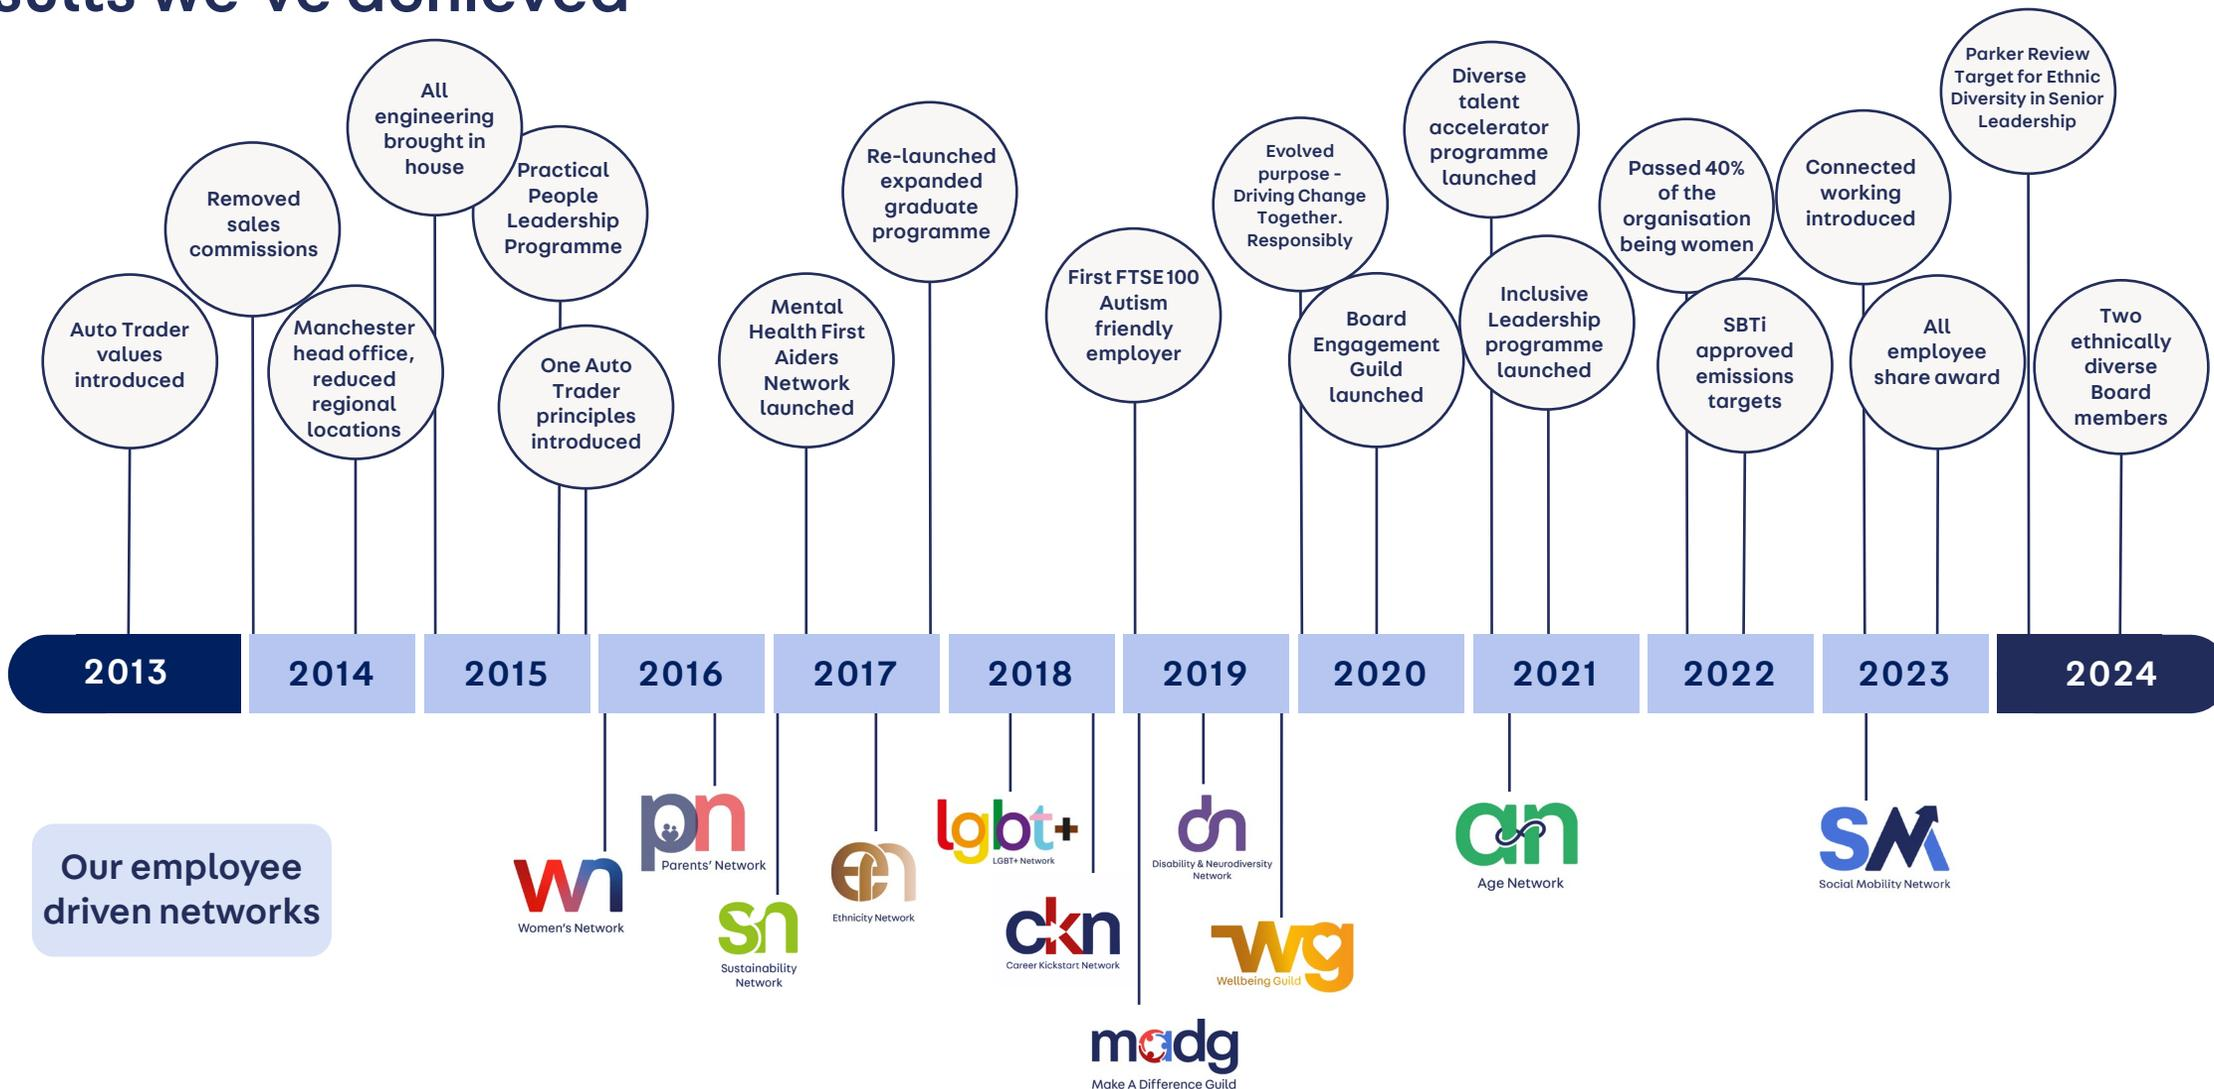 sults we've achieved
Auto Trader
values
introduced
Removed
sales
commissions
Manchester
head office,
reduced
regional
locations
All
engineering
brought in
house
Practical
People
Leadership
Programme
One Auto
Trader
principles
introduced
Mental
Health First
Aiders
Network
launched
Re-launched
expanded
graduate
programme
First FTSE 100
Autism
friendly
employer
Evolved
purpose -
Driving Change
Together.
Responsibly
Board
Engagement
Guild
launched
Diverse
talent
accelerator
programme
launched
Inclusive
Leadership
programme
launched
Passed 40%
of the
organisation
being women
SBTi
approved
emissions
targets
Connected
working
introduced
All
employee
share award
Parker Review
Target for Ethnic
Diversity in Senior
Leadership
Two
ethnically
diverse
Board
members
2013 2014 2015 2016 2017 2018 2019 2020 2021 2022 2023 2024
Our employee
driven networks
wn
Women's Network
pn
Parents' Network
sn
Sustainability
Network
en
Ethnicity Network
lgbt+
LGBT+ Network
ckn
Career Kickstart Network
madg
Make A Difference Guild
dn
Disability & Neurodiversity
Network
wg
Wellbeing Guild
an
Age Network
SM
Social Mobility Network